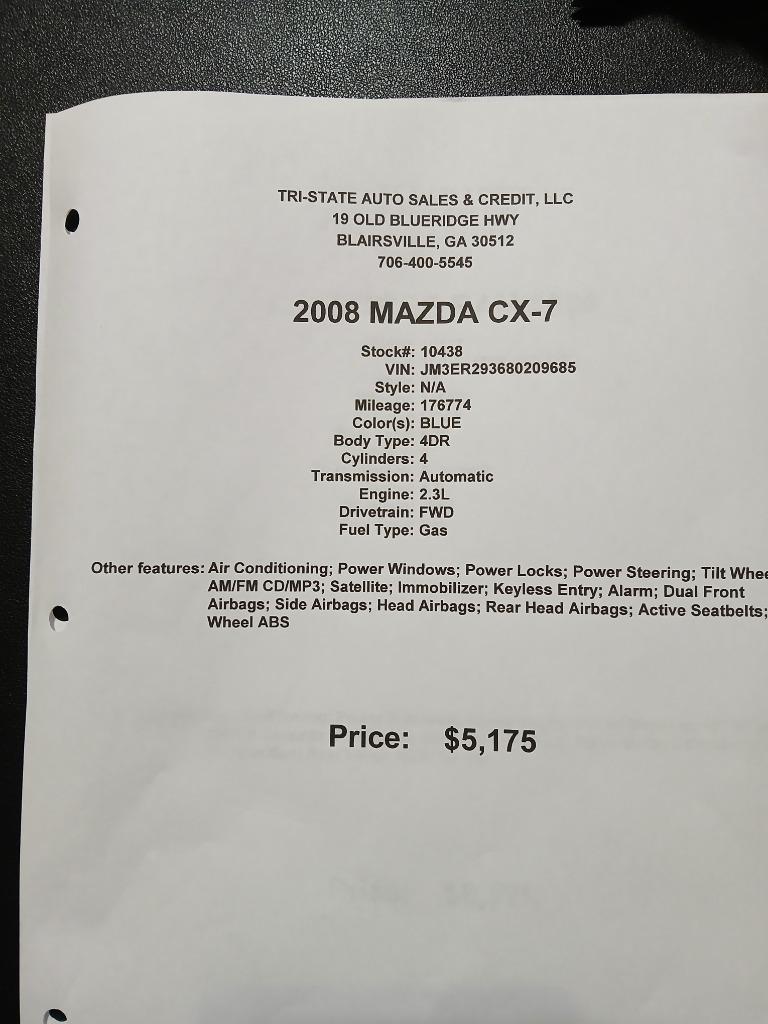 TRI-STATE AUTO SALES & CREDIT, LLC
19 OLD BLUERIDGE HWY
BLAIRSVILLE, GA 30512
706-400-5545
2008 MAZDA CX-7
Stock#: 10438
VIN: JM3ER293680209685
Style: N/A
Mileage: 176774
Color(s): BLUE
Body Type: 4DR
Cylinders: 4
Transmission: Automatic
Engine: 2.3L
Drivetrain: FWD
Fuel Type: Gas
Other features: Air Conditioning; Power Windows; Power Locks; Power Steering; Tilt Whee
AM/FM CD/MP3; Satellite; Immobilizer; Keyless Entry; Alarm; Dual Front
Airbags; Side Airbags; Head Airbags; Rear Head Airbags; Active Seatbelts;
Wheel ABS
Price: $5,175